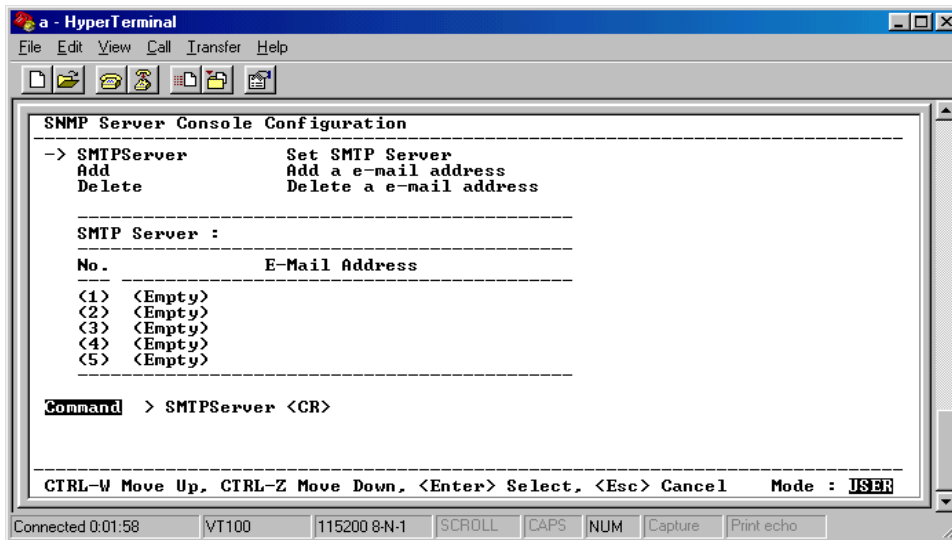 a - HyperTerminal
File Edit View Call Transfer Help
SNMP Server Console Configuration
-> SMTPServer Set SMTP Server
Add Add a e-mail address
Delete Delete a e-mail address
SMTP Server :
No. E-Mail Address
(1) (Empty)
(2) (Empty)
(3) (Empty)
(4) (Empty)
(5) (Empty)
Command > SMTPServer <CR>
CTRL-W Move Up, CTRL-Z Move Down, <Enter> Select, <Esc> Cancel Mode : USER
Connected 0:01:58 VT100 115200 8-N-1 SCROLL CAPS NUM Capture Print echo